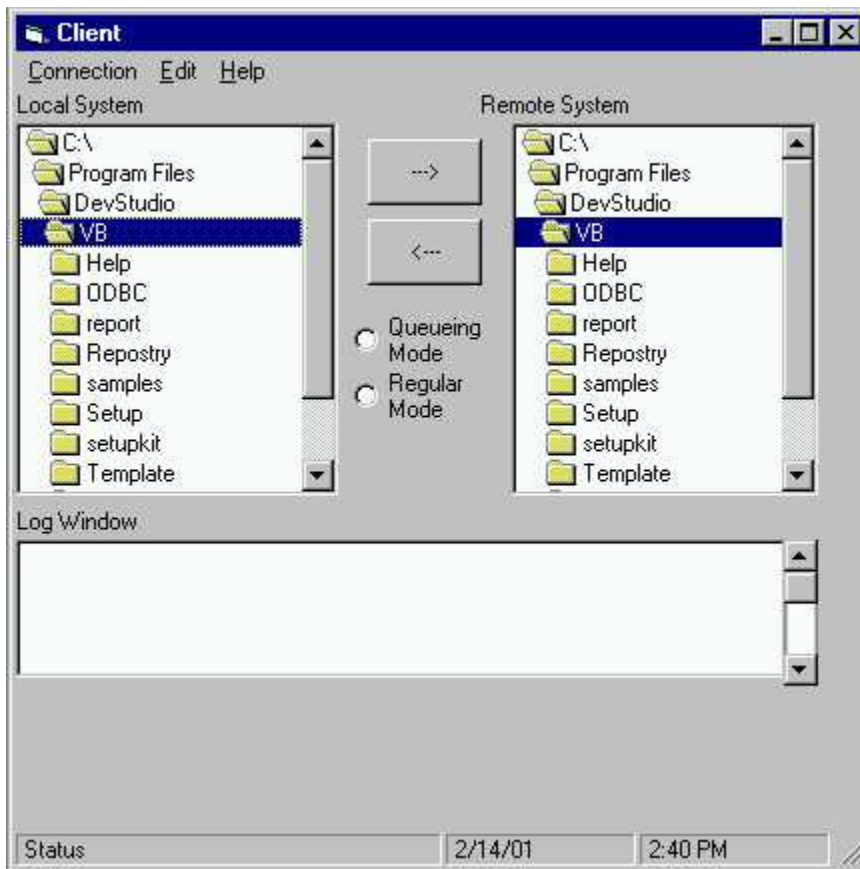 Client
Connection Edit Help
Local System
Remote System
C:\
Program Files
DevStudio
VB
Help
ODBC
report
Repostry
samples
Setup
setupkit
Template
--->
<---
Queueing
Mode
Regular
Mode
C:\
Program Files
DevStudio
VB
Help
ODBC
report
Repostry
samples
Setup
setupkit
Template
Log Window
Status 2/14/01 2:40 PM